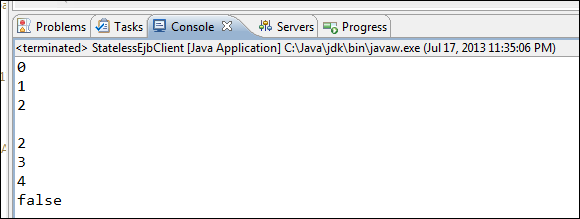 Problems Tasks Console Servers Progress
<terminated> StatelessEjbClient [Java Application] C:\Java\jdk\bin\javaw.exe (Jul 17, 2013 11:35:06 PM)
0
1
2
2
3
4
false